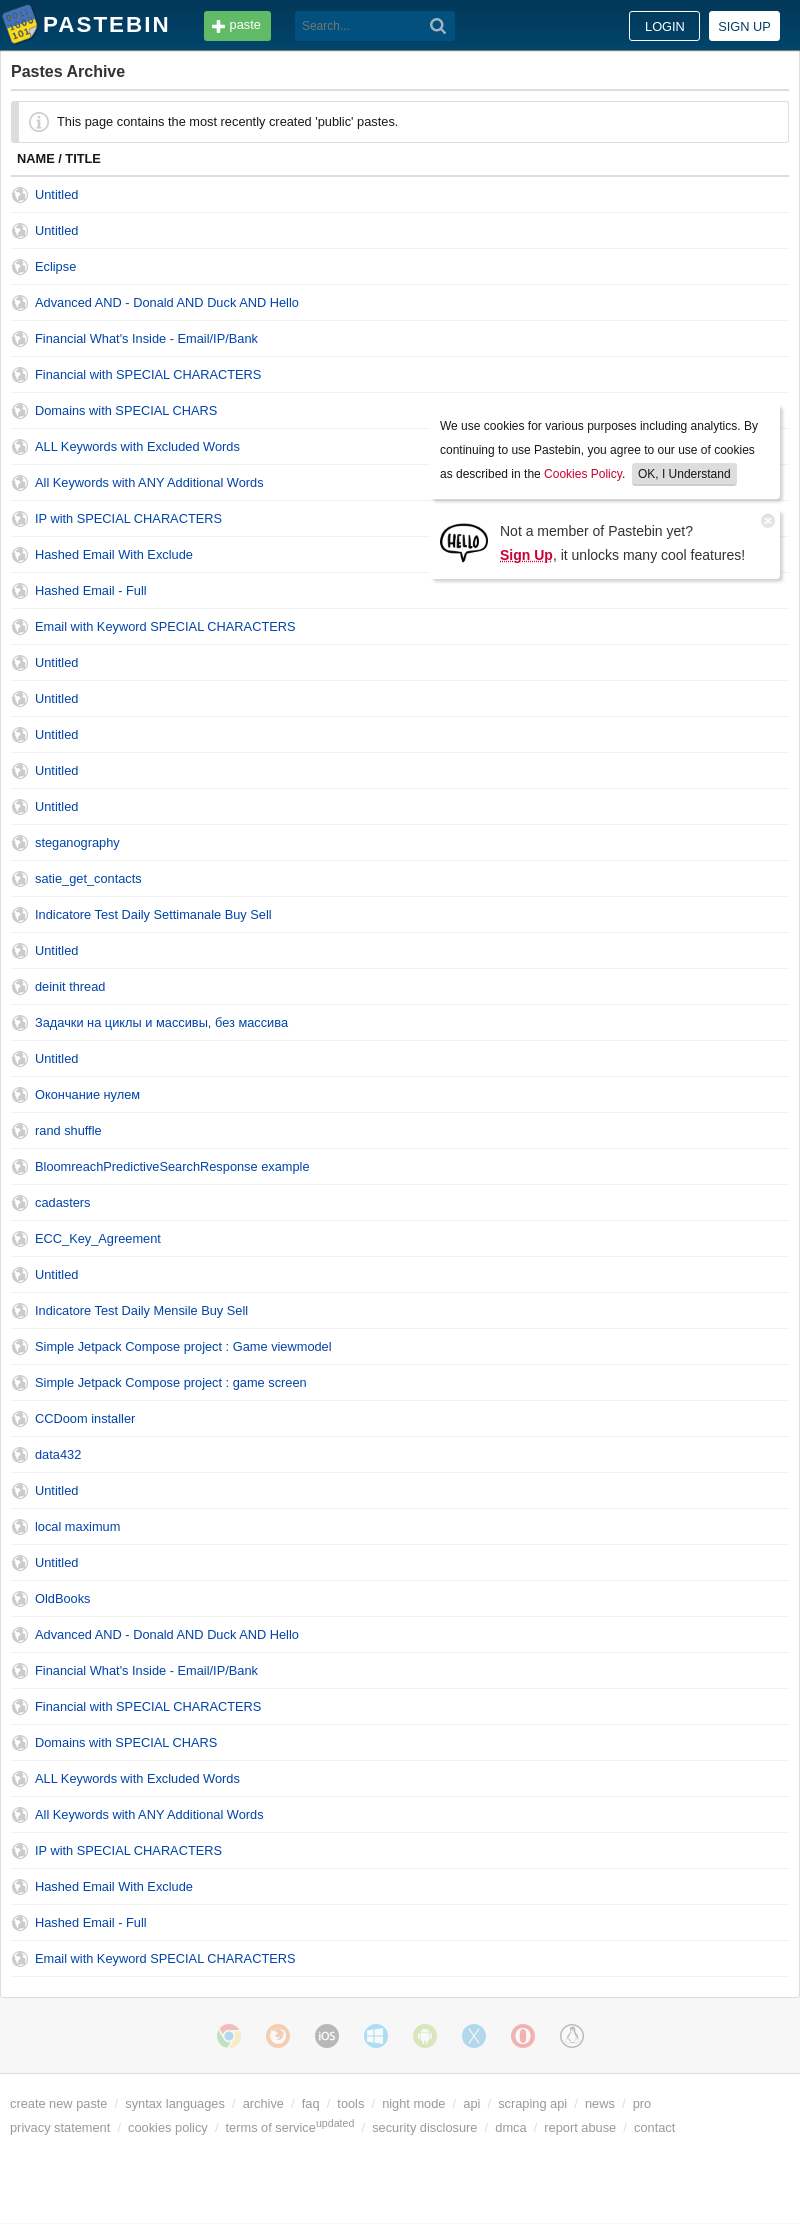 PASTEBIN
paste
Search...
LOGIN
SIGN UP
Pastes Archive
This page contains the most recently created 'public' pastes.
NAME / TITLE
Untitled
Untitled
Eclipse
Advanced AND - Donald AND Duck AND Hello
Financial What's Inside - Email/IP/Bank
Financial with SPECIAL CHARACTERS
Domains with SPECIAL CHARS
ALL Keywords with Excluded Words
All Keywords with ANY Additional Words
IP with SPECIAL CHARACTERS
Hashed Email With Exclude
Hashed Email - Full
Email with Keyword SPECIAL CHARACTERS
Untitled
Untitled
Untitled
Untitled
Untitled
steganography
satie_get_contacts
Indicatore Test Daily Settimanale Buy Sell
Untitled
deinit thread
Задачки на циклы и массивы, без массива
Untitled
Окончание нулем
rand shuffle
BloomreachPredictiveSearchResponse example
cadasters
ECC_Key_Agreement
Untitled
Indicatore Test Daily Mensile Buy Sell
Simple Jetpack Compose project : Game viewmodel
Simple Jetpack Compose project : game screen
CCDoom installer
data432
Untitled
local maximum
Untitled
OldBooks
Advanced AND - Donald AND Duck AND Hello
Financial What's Inside - Email/IP/Bank
Financial with SPECIAL CHARACTERS
Domains with SPECIAL CHARS
ALL Keywords with Excluded Words
All Keywords with ANY Additional Words
IP with SPECIAL CHARACTERS
Hashed Email With Exclude
Hashed Email - Full
Email with Keyword SPECIAL CHARACTERS
We use cookies for various purposes including analytics. By
continuing to use Pastebin, you agree to our use of cookies
as described in the Cookies Policy. OK, I Understand
HELLO
Not a member of Pastebin yet?
Sign Up, it unlocks many cool features!
iOS
create new paste / syntax languages / archive / faq / tools / night mode / api / scraping api / news / pro
privacy statement / cookies policy / terms of service updated / security disclosure / dmca / report abuse / contact